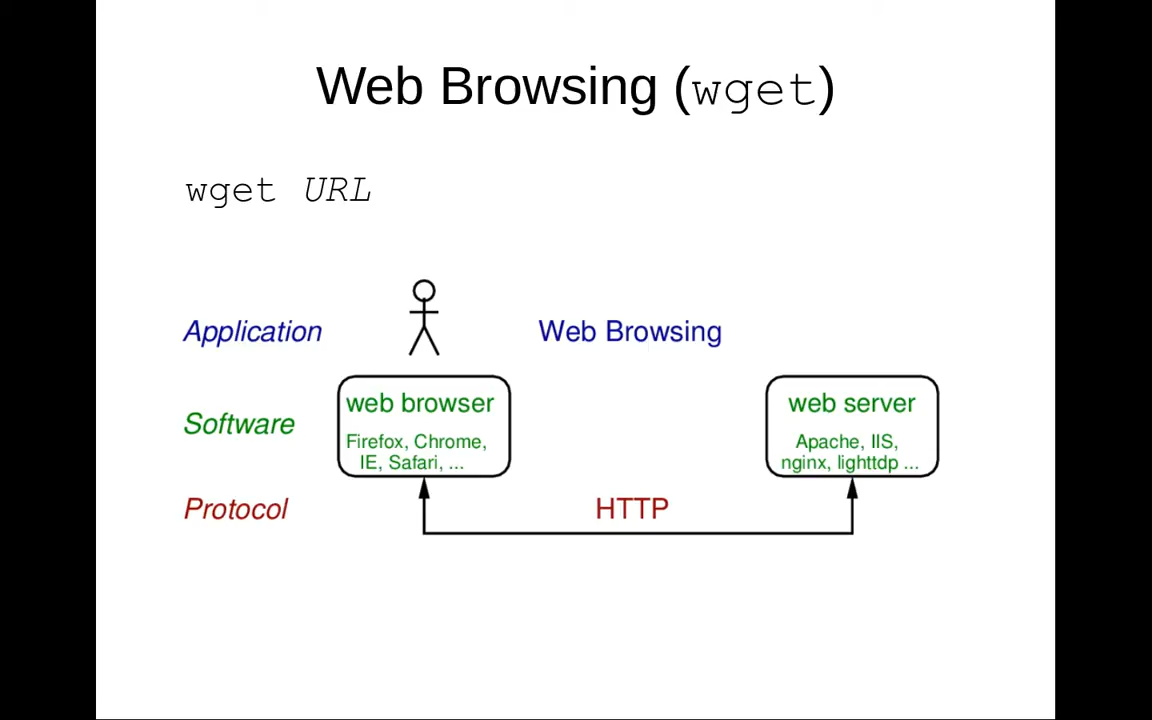 Web Browsing (wget)
wget URL
Application
Web Browsing
Software
web browser
Firefox, Chrome,
IE, Safari, ...
web server
Apache, IIS,
nginx, lighttdp ...
Protocol
HTTP